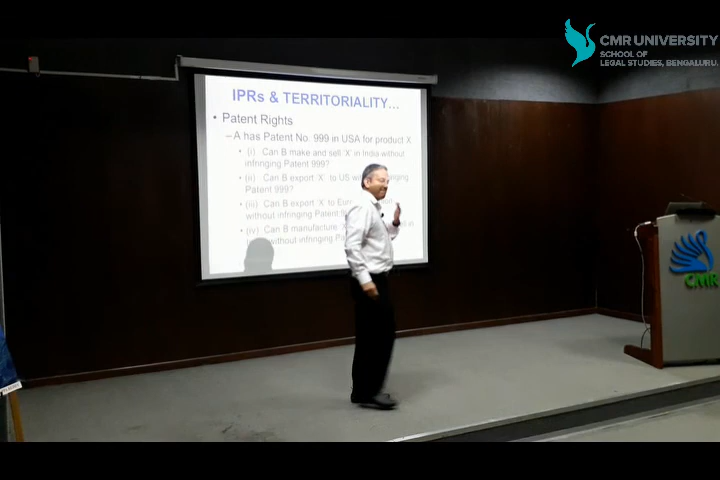 CMR UNIVERSITY
SCHOOL OF
LEGAL STUDIES, BENGALURU.
IPRs & TERRITORIALITY…
• Patent Rights
–A has Patent No. 999 in USA for product X
• (i) Can B make and sell ‘X’ in India without
infringing Patent 999?
• (ii) Can B export ‘X’ to US
Patent 999?
• (iii) Can B export ‘X’ to
without infringing Patent
• (iv) Can B manufacture
without infringing
CMR